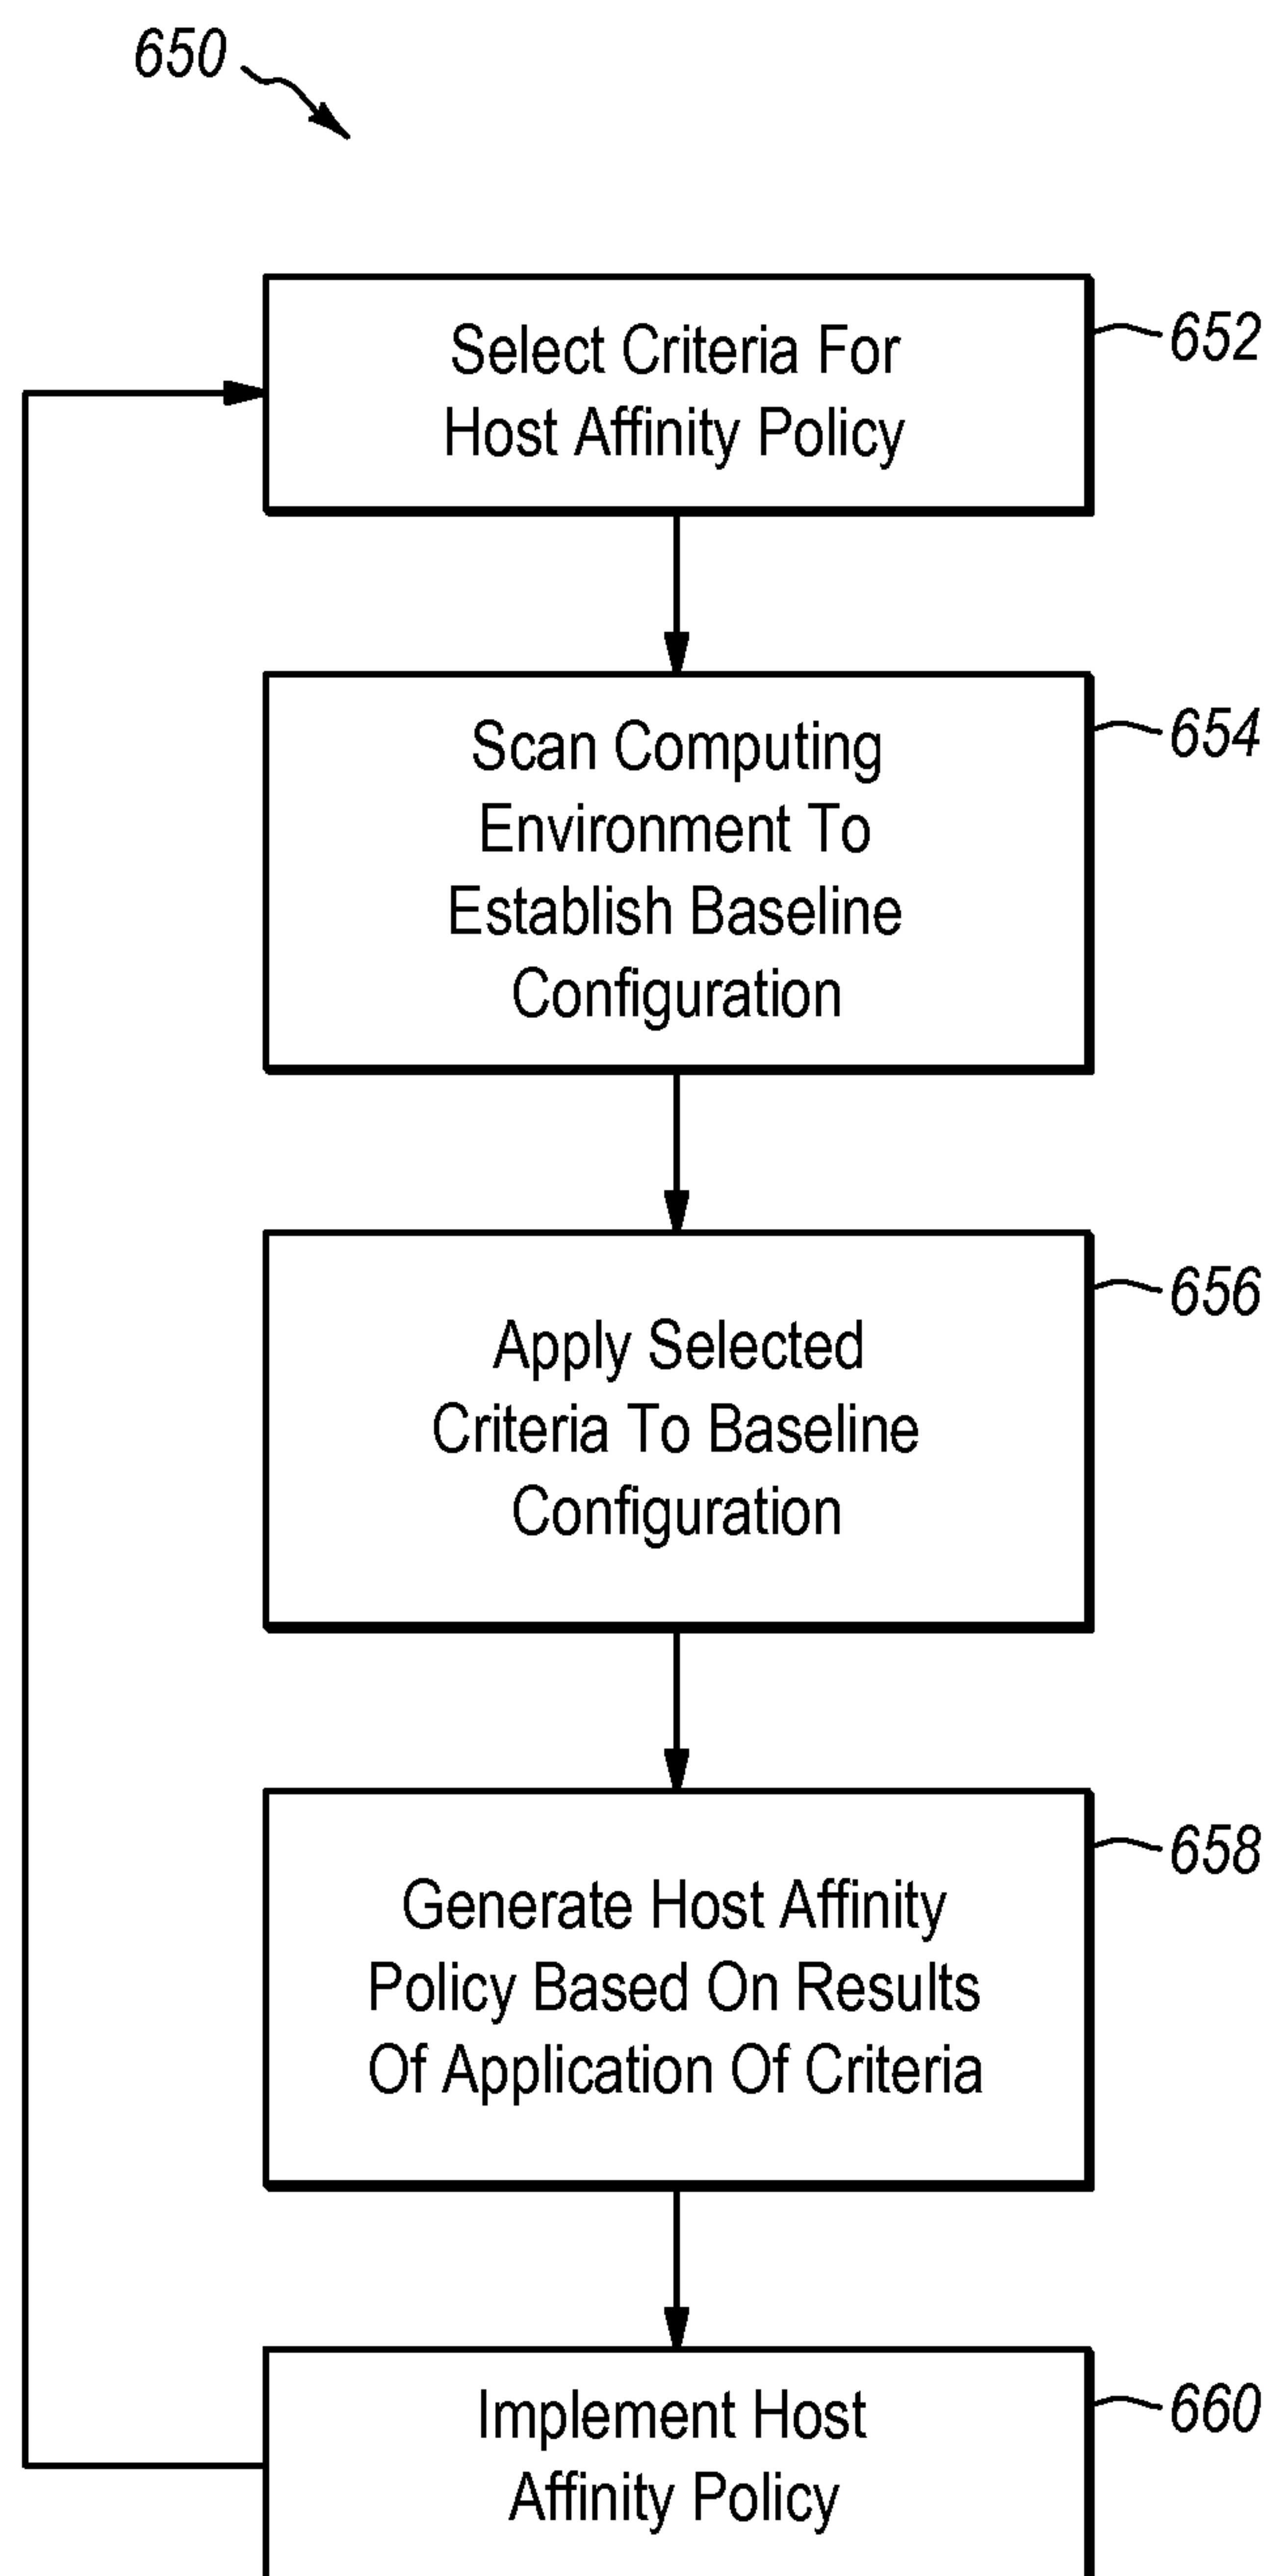 650
Select Criteria For
Host Affinity Policy
652
Scan Computing
Environment To
Establish Baseline
Configuration
654
Apply Selected
Criteria To Baseline
Configuration
656
Generate Host Affinity
Policy Based On Results
Of Application Of Criteria
658
Implement Host
Affinity Policy
660